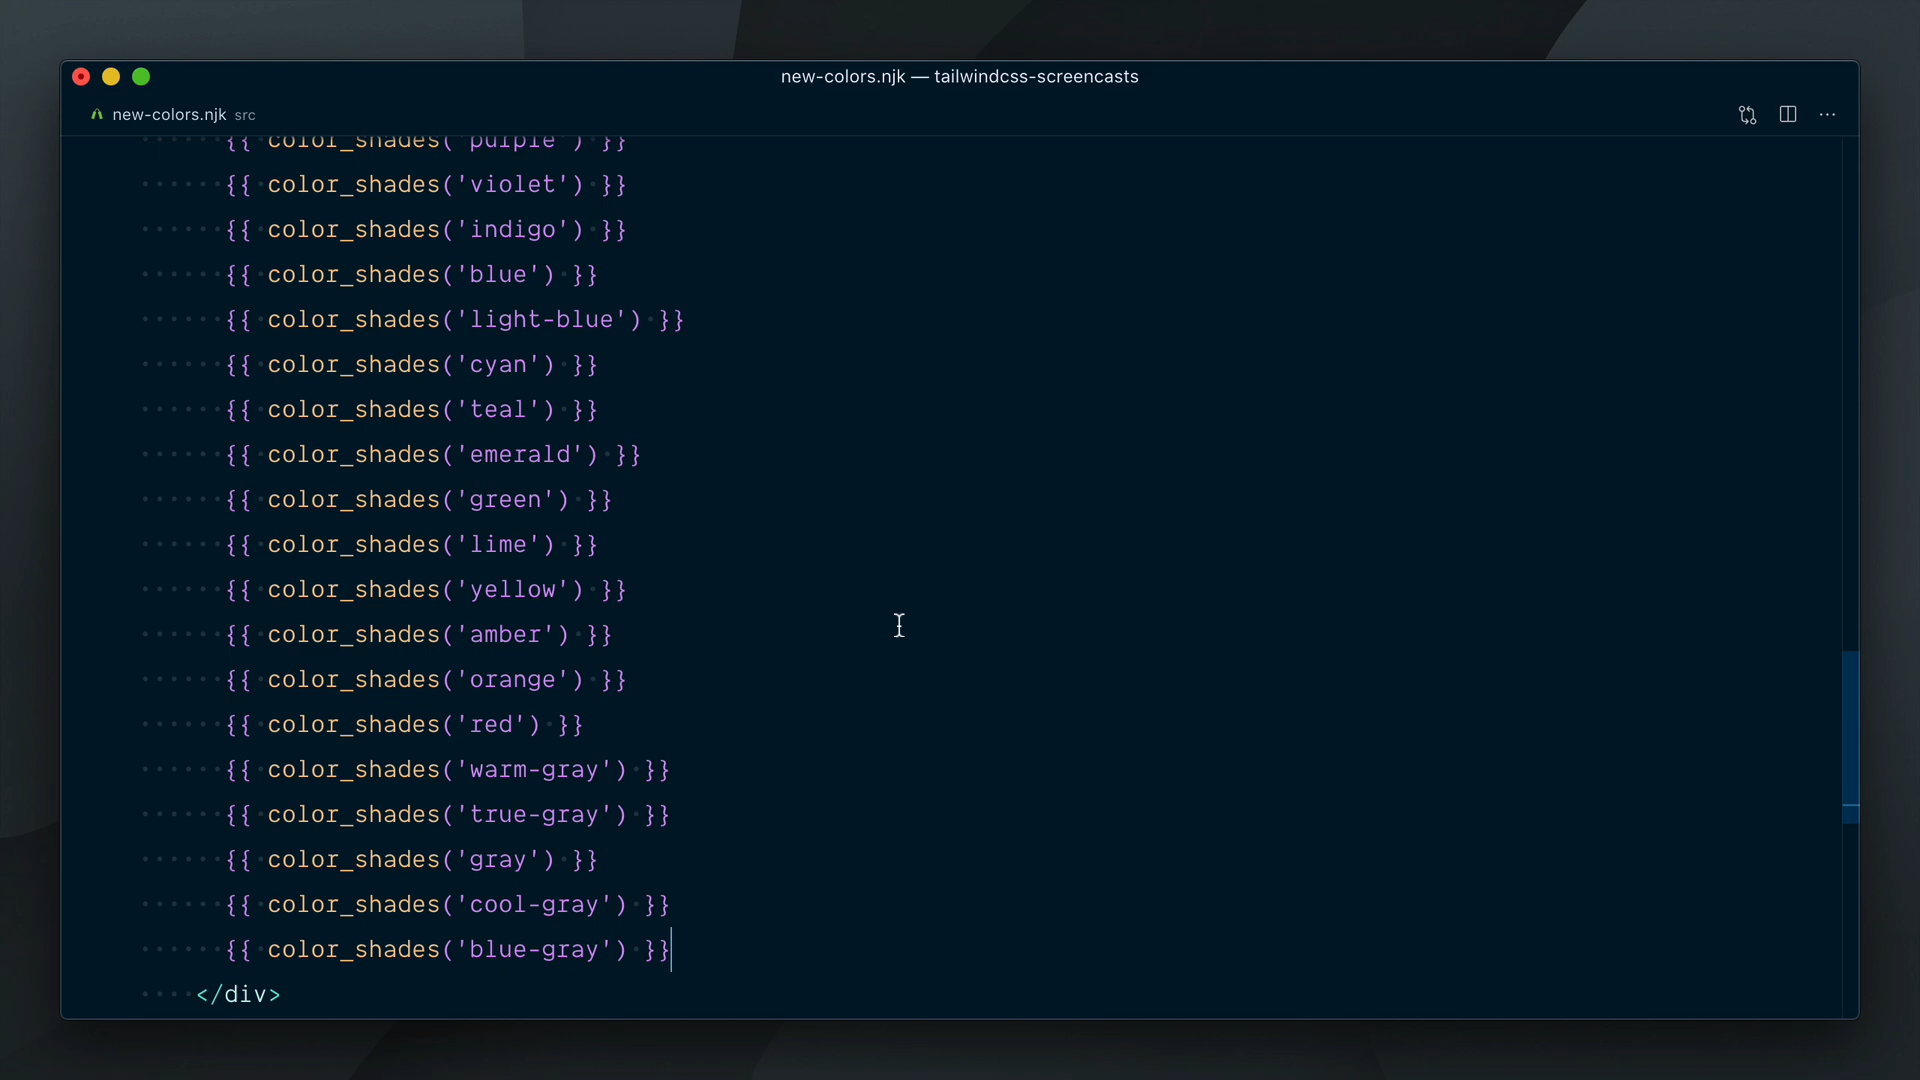 new-colors.njk — tailwindcss-screencasts
new-colors.njk src
{{ color_shades('purple') }}
{{ color_shades('violet') }}
{{ color_shades('indigo') }}
{{ color_shades('blue') }}
{{ color_shades('light-blue') }}
{{ color_shades('cyan') }}
{{ color_shades('teal') }}
{{ color_shades('emerald') }}
{{ color_shades('green') }}
{{ color_shades('lime') }}
{{ color_shades('yellow') }}
{{ color_shades('amber') }}
{{ color_shades('orange') }}
{{ color_shades('red') }}
{{ color_shades('warm-gray') }}
{{ color_shades('true-gray') }}
{{ color_shades('gray') }}
{{ color_shades('cool-gray') }}
{{ color_shades('blue-gray') }}
</div>